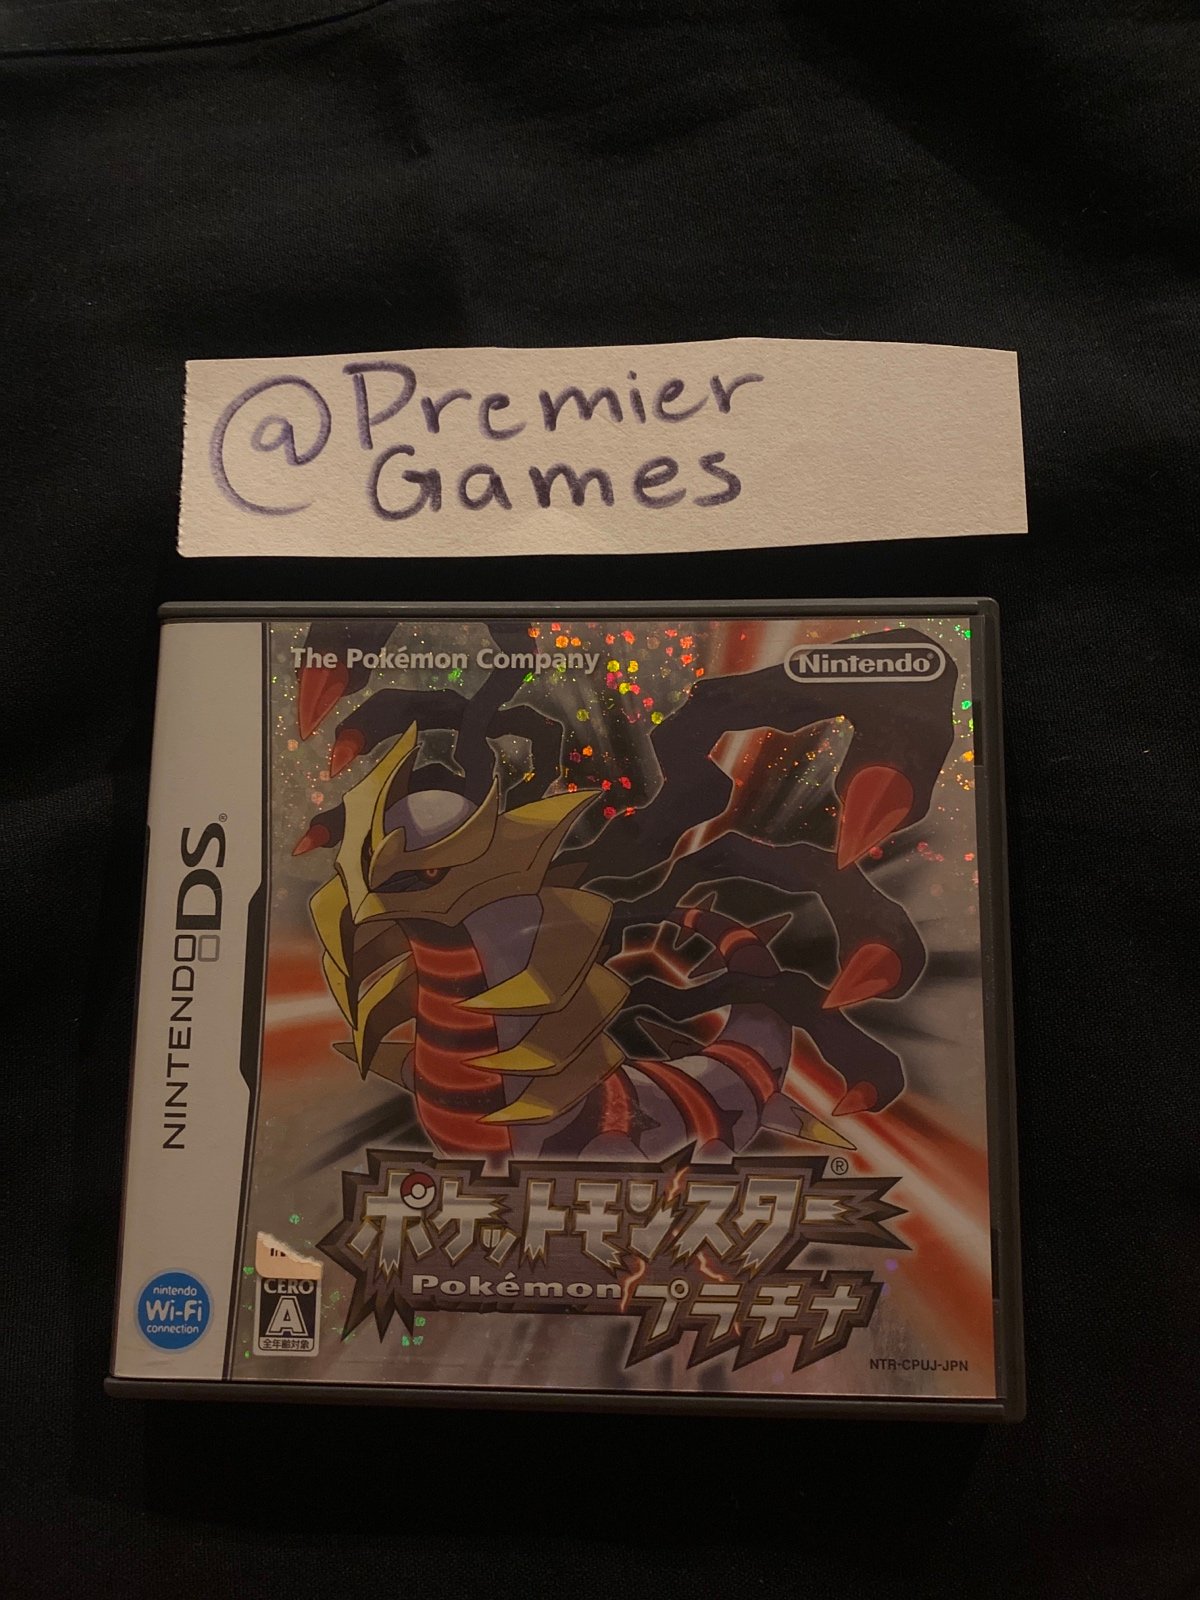 @Premier
Games
The Pokémon Company
Nintendo®
NINTENDO DS®
ポケットモンスター®
Pokémon プラチナ
CERO
A
全年齢対象
nintendo
Wi-Fi
connection
NTR-CPUJ-JPN